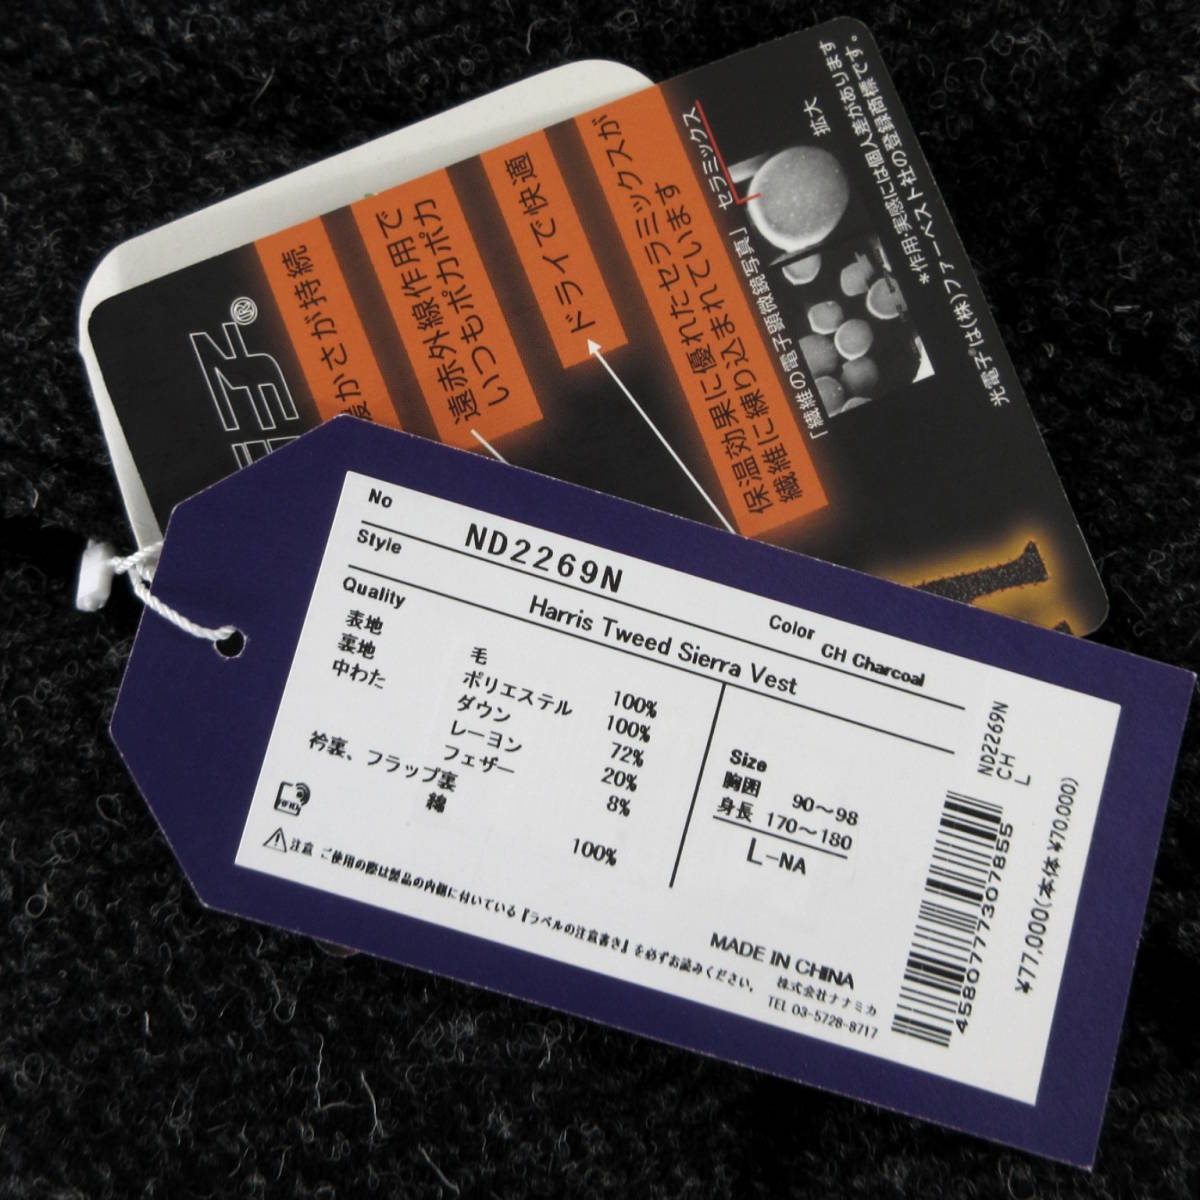 子®
暖かさが持続
遠赤外線作用で
いつもポカポカ
ドライで快適
保温効果に優れたセラミックスが
繊維に練り込まれています
セラミックス
拡大
「繊維の電子顕微鏡写真」
*作用・実感には個人差があります
光電子®は(株)ファーベスト社の登録商標です。
No ND2269N
Color CH Charcoal
Style Harris Tweed Sierra Vest
Quality
表地 毛 100%
裏地 ポリエステル 100%
中わた ダウン 72%
レーヨン 20%
フェザー 8%
衿裏、フラップ裏
綿 100%
Size
胸囲 90～98
身長 170～180
L-NA
⚠注意 ご使用の際は製品の内側に付いている『ラベルの注意書き』を必ずお読みください。
MADE IN CHINA
株式会社ナナミカ
TEL 03-5728-8717
ND2269N
CH
L
4580777307855
¥77,000(本体 ¥70,000)